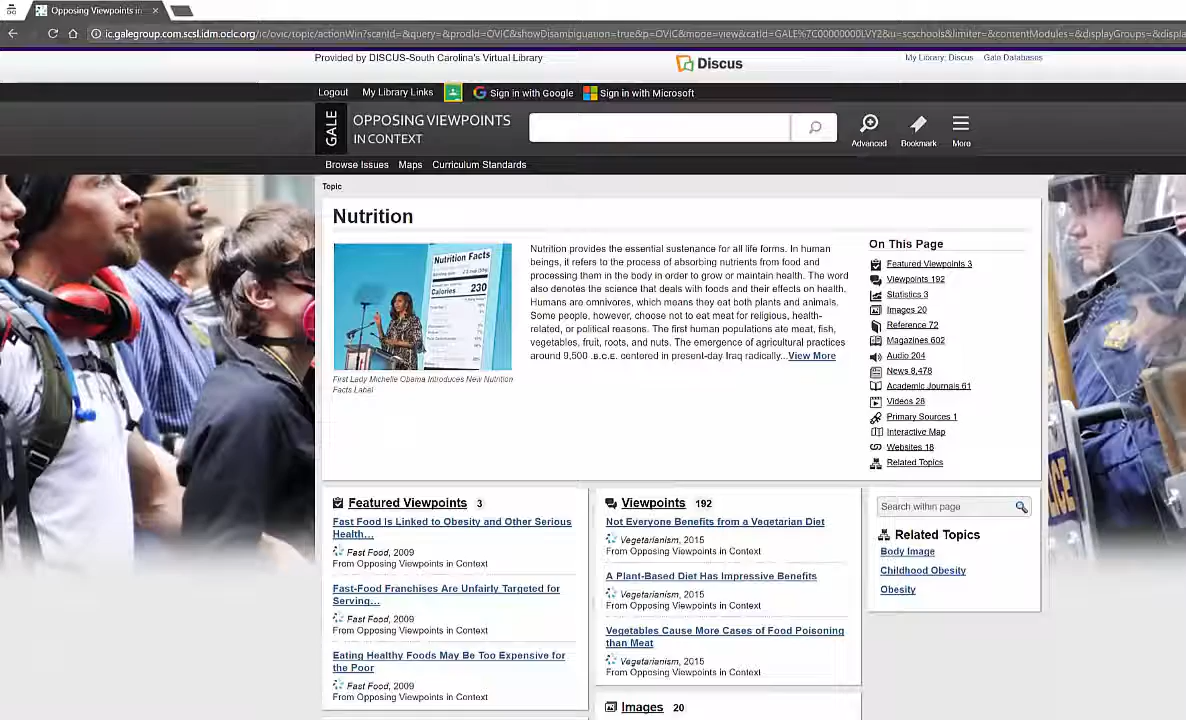 Opposing Viewpoints in
ic.galegroup.com.scsl.idm.oclc.org/ic/ovic/topic/actionWin?scanId=&query=&prodId=OVIC&showDisambiguation=true&p=OVIC&mode=view&catId=GALE%7C00000000LVY2&u=scschools&limiter=&contentModules=&displayGroups=&displa
Provided by DISCUS-South Carolina's Virtual Library
Discus
My Library: Discus Gale Databases
Logout My Library Links Sign in with Google Sign in with Microsoft
GALE
OPPOSING VIEWPOINTS
IN CONTEXT
Advanced Bookmark More
Browse Issues Maps Curriculum Standards
Topic
Nutrition
Nutrition Facts
Calories 230
First Lady Michelle Obama Introduces New Nutrition
Facts Label
Nutrition provides the essential sustenance for all life forms. In human
beings, it refers to the process of absorbing nutrients from food and
processing them in the body in order to grow or maintain health. The word
also denotes the science that deals with foods and their effects on health.
Humans are omnivores, which means they eat both plants and animals.
Some people, however, choose not to eat meat for religious, health-
related, or political reasons. The first human populations ate meat, fish,
vegetables, fruit, roots, and nuts. The emergence of agricultural practices
around 9,500 .B.C.E. centered in present-day Iraq radically...View More
On This Page
Featured Viewpoints 3
Viewpoints 192
Statistics 3
Images 20
Reference 72
Magazines 602
Audio 204
News 8,478
Academic Journals 61
Videos 28
Primary Sources 1
Interactive Map
Websites 18
Related Topics
Featured Viewpoints 3
Fast Food Is Linked to Obesity and Other Serious
Health...
Fast Food, 2009
From Opposing Viewpoints in Context
Fast-Food Franchises Are Unfairly Targeted for
Serving...
Fast Food, 2009
From Opposing Viewpoints in Context
Eating Healthy Foods May Be Too Expensive for
the Poor
Fast Food, 2009
From Opposing Viewpoints in Context
Viewpoints 192
Not Everyone Benefits from a Vegetarian Diet
Vegetarianism, 2015
From Opposing Viewpoints in Context
A Plant-Based Diet Has Impressive Benefits
Vegetarianism, 2015
From Opposing Viewpoints in Context
Vegetables Cause More Cases of Food Poisoning
than Meat
Vegetarianism, 2015
From Opposing Viewpoints in Context
Images 20
Search within page
Related Topics
Body Image
Childhood Obesity
Obesity